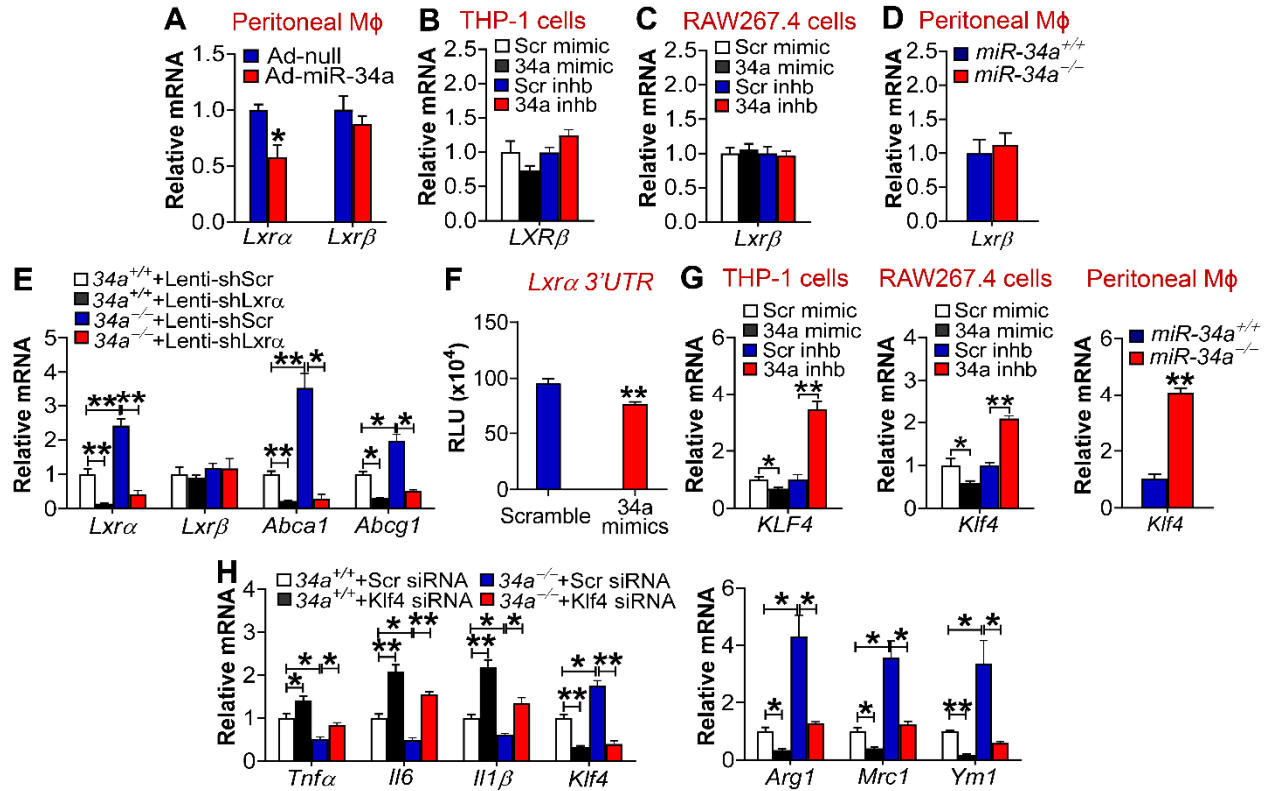 A
Peritoneal Mϕ
Ad-null
Ad-miR-34a
Relative mRNA
1.5
1.0
0.5
0.0
*
Lxrα
Lxrβ
B
THP-1 cells
Scr mimic
34a mimic
Scr inhb
34a inhb
Relative mRNA
2.5
2.0
1.5
1.0
0.5
0.0
LXRβ
C
RAW267.4 cells
Scr mimic
34a mimic
Scr inhb
34a inhb
Relative mRNA
2.5
2.0
1.5
1.0
0.5
0.0
Lxrβ
D
Peritoneal Mϕ
miR-34a+/+
miR-34a−/−
Relative mRNA
2.5
2.0
1.5
1.0
0.5
0.0
Lxrβ
E
34a+/++Lenti-shScr
34a+/++Lenti-shLxrα
34a−/−+Lenti-shScr
34a−/−+Lenti-shLxrα
Relative mRNA
5
4
3
2
1
0
** ** **
** * **
* * *
Lxrα
Lxrβ
Abca1
Abcg1
F
Lxrα 3’UTR
RLU (x104)
150
100
50
0
**
Scramble
34a
mimics
G
THP-1 cells
Scr mimic
34a mimic
Scr inhb
34a inhb
Relative mRNA
6
4
2
0
* **
KLF4
RAW267.4 cells
Scr mimic
34a mimic
Scr inhb
34a inhb
Relative mRNA
4
2
1
0
* **
Klf4
Peritoneal Mϕ
miR-34a+/+
miR-34a−/−
Relative mRNA
6
4
2
0
**
Klf4
H
34a+/++Scr siRNA
34a+/++Klf4 siRNA
34a−/−+Scr siRNA
34a−/−+Klf4 siRNA
Relative mRNA
4
3
2
1
0
* * *
* ** **
* * **
* ** **
Tnfα
Il6
Il1β
Klf4
Relative mRNA
6
4
2
0
* * *
* * *
* * **
Arg1
Mrc1
Ym1